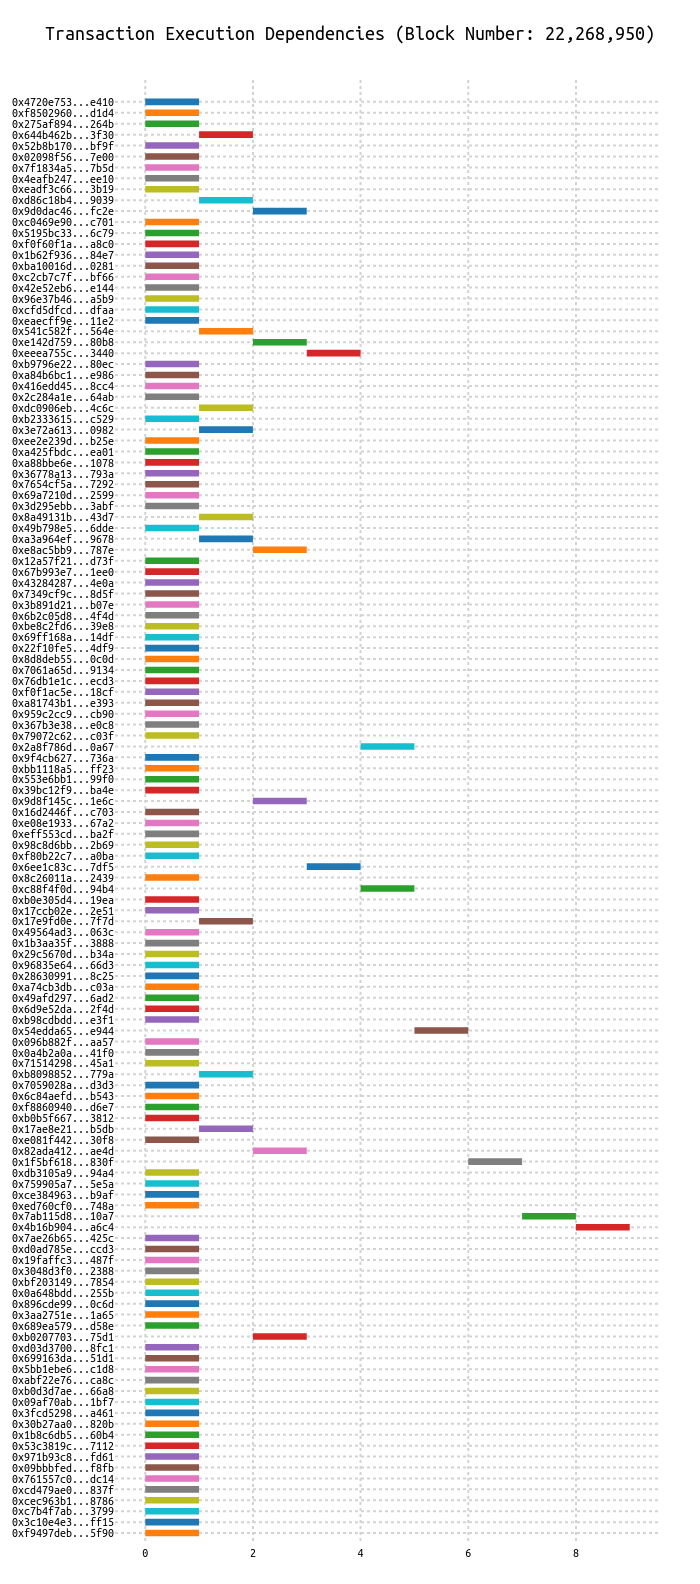 Transaction Execution Dependencies (Block Number: 22,268,950)
0x4720e753...e410
0xf8502960...d1d4
0x275af894...264b
0x644b462b...3f30
0x52b8b170...bf9f
0x02098f56...7e00
0x7f1834a5...7b5d
0x4eafb247...ee10
0xeadf3c66...3b19
0xd86c18b4...9039
0x9d0dac46...fc2e
0xc0469e90...c701
0x5195bc33...6c79
0xf0f60f1a...a8c0
0x1b62f936...84e7
0xba10016d...0281
0xc2cb7c7f...bf66
0x42e52eb6...e144
0x96e37b46...a5b9
0xcfd5dfcd...dfaa
0xeaecff9e...11e2
0x541c582f...564e
0xe142d759...80b8
0xeeea755c...3440
0xb9796e22...80ec
0xa84b6bc1...e986
0x416edd45...8cc4
0x2c284a1e...64ab
0xdc0906eb...4c6c
0xb2333615...c529
0x3e72a613...0982
0xee2e239d...b25e
0xa425fbdc...ea01
0xa88bbe6e...1078
0x36778a13...793a
0x7654cf5a...7292
0x69a7210d...2599
0x3d295ebb...3abf
0x8a49131b...43d7
0x49b798e5...6dde
0xa3a964ef...9678
0xe8ac5bb9...787e
0x12a57f21...d73f
0x67b993e7...1ee0
0x43284287...4e0a
0x7349cf9c...8d5f
0x3b891d21...b07e
0x6b2c05d8...4f4d
0xbe8c2fd6...39e8
0x69ff168a...14df
0x22f10fe5...4df9
0x8d8deb55...0c0d
0x7061a65d...9134
0x76db1e1c...ecd3
0xf0f1ac5e...18cf
0xa81743b1...e393
0x959c2cc9...cb90
0x367b3e38...e0c8
0x79072c62...c03f
0x2a8f786d...0a67
0x9f4cb627...736a
0xbb1118a5...ff23
0x553e6bb1...99f0
0x39bc12f9...ba4e
0x9d8f145c...1e6c
0x16d2446f...c703
0xe08e1933...67a2
0xeff553cd...ba2f
0x98c8d6bb...2b69
0xf80b22c7...a0ba
0x6ee1c83c...7df5
0x8c26011a...2439
0xc88f4f0d...94b4
0xb0e305d4...19ea
0x17ccb02e...2e51
0x17e9fd0e...7f7d
0x49564ad3...063c
0x1b3aa35f...3888
0x29c5670d...b34a
0x96835e64...66d3
0x28630991...8c25
0xa74cb3db...c03a
0x49afd297...6ad2
0x6d9e52da...2f4d
0xb98cdbdd...e3f1
0x54edda65...e944
0x096b882f...aa57
0x0a4b2a0a...41f0
0x71514298...45a1
0xb8098852...779a
0x7059028a...d3d3
0x6c84aefd...b543
0xf8860940...d6e7
0xb0b5f667...3812
0x17ae8e21...b5db
0xe081f442...30f8
0x82ada412...ae4d
0x1f5bf618...830f
0xdb3105a9...94a4
0x759905a7...5e5a
0xce384963...b9af
0xed760cf0...748a
0x7ab115d8...10a7
0x4b16b904...a6c4
0x7ae26b65...425c
0xd0ad785e...ccd3
0x19faffc3...487f
0x3048d3f0...2388
0xbf203149...7854
0x0a648bdd...255b
0x896cde99...0c6d
0x3aa2751e...1a65
0x689ea579...d58e
0xb0207703...75d1
0xd03d3700...8fc1
0x699163da...51d1
0x5bb1ebe6...c1d8
0xabf22e76...ca8c
0xb0d3d7ae...66a8
0x09af70ab...1bf7
0x3fcd5298...a461
0x30b27aa0...820b
0x1b8c6db5...60b4
0x53c3819c...7112
0x971b93c8...fd61
0x09bbbfed...f8fb
0x761557c0...dc14
0xcd479ae0...837f
0xcec963b1...8786
0xc7b4f7ab...3799
0x3c10e4e3...ff15
0xf9497deb...5f90
0 2 4 6 8